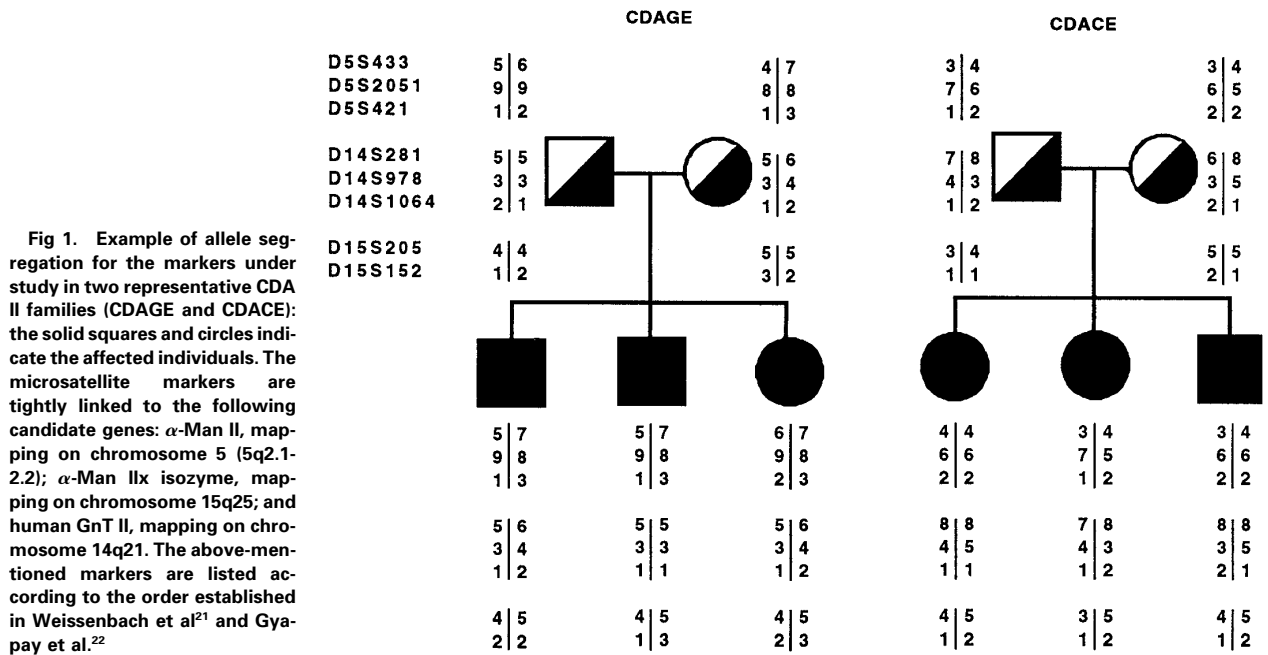 CDAGE CDACE
D5S433 5 6 4 7 3 4 3 4
D5S2051 9 9 8 8 7 6 6 5
D5S421 1 2 1 3 1 2 2 2
D14S281 5 5 5 6 7 8 6 8
D14S978 3 3 3 4 4 3 3 5
D14S1064 2 1 1 2 1 2 2 1
D15S205 4 4 5 5 3 4 5 5
D15S152 1 2 3 2 1 1 2 1
5 7 5 7 6 7 4 4 3 4 3 4
9 8 9 8 9 8 6 6 7 5 6 6
1 3 1 3 2 3 2 2 1 2 2 2
5 6 5 5 5 6 8 8 7 8 8 8
3 4 3 3 3 4 4 5 4 3 3 5
1 2 1 1 1 2 1 1 1 2 2 1
4 5 4 5 4 5 4 5 3 5 4 5
2 2 1 3 2 3 1 2 1 2 1 2
Fig 1. Example of allele seg-
regation for the markers under
study in two representative CDA
II families (CDAGE and CDACE):
the solid squares and circles indi-
cate the affected individuals. The
microsatellite markers are
tightly linked to the following
candidate genes: α-Man II, map-
ping on chromosome 5 (5q2.1-
2.2); α-Man IIx isozyme, map-
ping on chromosome 15q25; and
human GnT II, mapping on chro-
mosome 14q21. The above-men-
tioned markers are listed ac-
cording to the order established
in Weissenbach et al21 and Gya-
pay et al.22